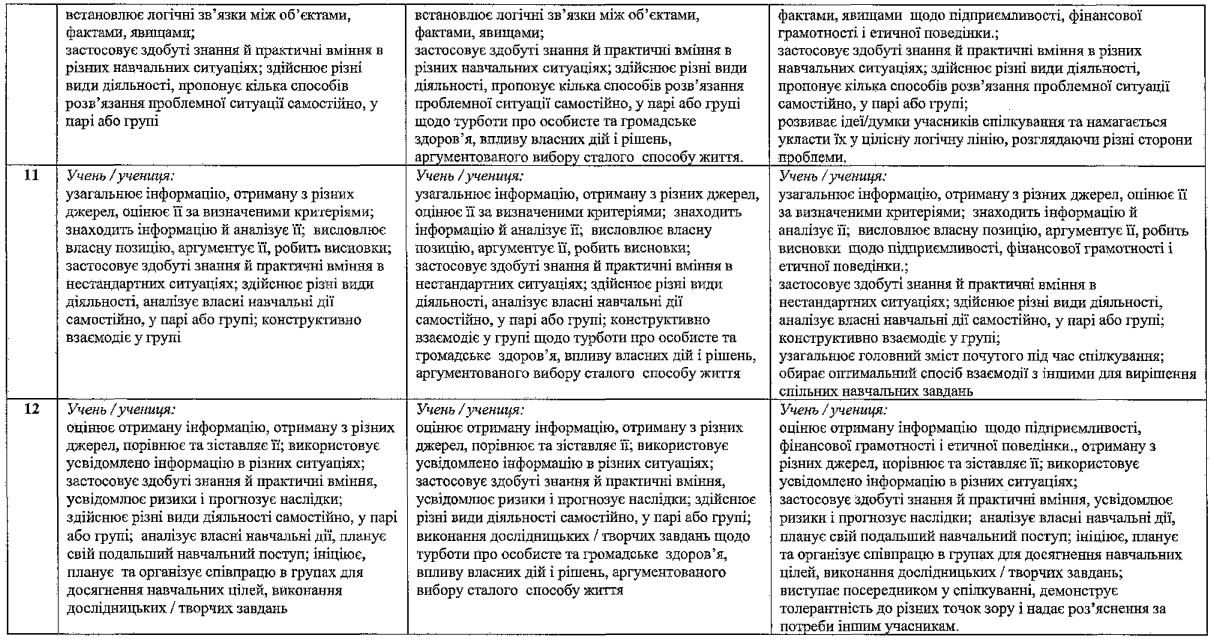 встановлює логічні зв’язки між об’єктами,
фактами, явищами;
застосовує здобуті знання й практичні вміння в
різних навчальних ситуаціях; здійснює різні
види діяльності, пропонує кілька способів
розв’язання проблемної ситуації самостійно, у
парі або групі
встановлює логічні зв’язки між об’єктами,
фактами, явищами;
застосовує здобуті знання й практичні вміння в
різних навчальних ситуаціях; здійснює різні види
діяльності, пропонує кілька способів розв’язання
проблемної ситуації самостійно, у парі або групі
щодо турботи про особисте та громадське
здоров’я, впливу власних дій і рішень,
аргументованого вибору сталого способу життя.
фактами, явищами щодо підприємливості, фінансової
грамотності і етичної поведінки.;
застосовує здобуті знання й практичні вміння в різних
навчальних ситуаціях; здійснює різні види діяльності,
пропонує кілька способів розв’язання проблемної ситуації
самостійно, у парі або групі;
розвиває ідеї/думки учасників спілкування та намагається
укласти їх у цілісну логічну лінію, розглядаючи різні сторони
проблеми.
11
Учень / учениця:
узагальнює інформацію, отриману з різних
джерел, оцінює її за визначеними критеріями;
знаходить інформацію й аналізує її; висловлює
власну позицію, аргументує її, робить висновки;
застосовує здобуті знання й практичні вміння в
нестандартних ситуаціях; здійснює різні види
діяльності, аналізує власні навчальні дії
самостійно, у парі або групі; конструктивно
взаємодіє у групі
Учень / учениця:
узагальнює інформацію, отриману з різних джерел,
оцінює її за визначеними критеріями; знаходить
інформацію й аналізує її; висловлює власну
позицію, аргументує її, робить висновки;
застосовує здобуті знання й практичні вміння в
нестандартних ситуаціях; здійснює різні види
діяльності, аналізує власні навчальні дії
самостійно, у парі або групі; конструктивно
взаємодіє у групі щодо турботи про особисте та
громадське здоров’я, впливу власних дій і рішень,
аргументованого вибору сталого способу життя
Учень / учениця:
узагальнює інформацію, отриману з різних джерел, оцінює її
за визначеними критеріями; знаходить інформацію й
аналізує її; висловлює власну позицію, аргументує її, робить
висновки щодо підприємливості, фінансової грамотності і
етичної поведінки.;
застосовує здобуті знання й практичні вміння в
нестандартних ситуаціях; здійснює різні види діяльності,
аналізує власні навчальні дії самостійно, у парі або групі;
конструктивно взаємодіє у групі;
узагальнює головний зміст почутого під час спілкування;
обирає оптимальний спосіб взаємодії з іншими для вирішення
спільних навчальних завдань
12
Учень / учениця:
оцінює отриману інформацію, отриману з різних
джерел, порівнює та зіставляє її; використовує
усвідомлено інформацію в різних ситуаціях;
застосовує здобуті знання й практичні вміння,
усвідомлює ризики і прогнозує наслідки;
здійснює різні види діяльності самостійно, у парі
або групі; аналізує власні навчальні дії, планує
свій подальший навчальний поступ; ініціює,
планує та організує співпрацю в групах для
досягнення навчальних цілей, виконання
дослідницьких / творчих завдань
Учень / учениця:
оцінює отриману інформацію, отриману з різних
джерел, порівнює та зіставляє її; використовує
усвідомлено інформацію в різних ситуаціях;
застосовує здобуті знання й практичні вміння,
усвідомлює ризики і прогнозує наслідки; здійснює
різні види діяльності самостійно, у парі або групі;
виконання дослідницьких / творчих завдань щодо
турботи про особисте та громадське здоров’я,
впливу власних дій і рішень, аргументованого
вибору сталого способу життя
Учень / учениця:
оцінює отриману інформацію щодо підприємливості,
фінансової грамотності і етичної поведінки., отриману з
різних джерел, порівнює та зіставляє її; використовує
усвідомлено інформацію в різних ситуаціях;
застосовує здобуті знання й практичні вміння, усвідомлює
ризики і прогнозує наслідки; аналізує власні навчальні дії,
планує свій подальший навчальний поступ; ініціює, планує
та організує співпрацю в групах для досягнення навчальних
цілей, виконання дослідницьких / творчих завдань;
виступає посередником у спілкуванні, демонструє
толерантність до різних точок зору і надає роз’яснення за
потреби іншим учасникам.